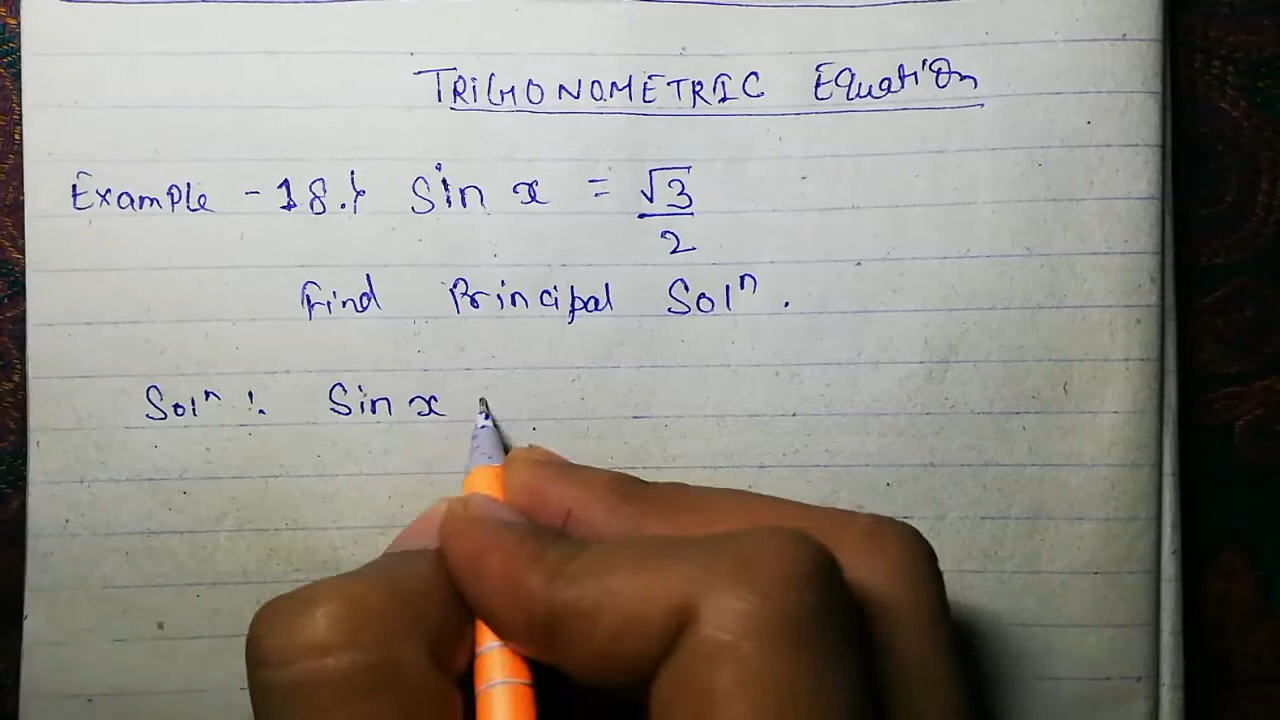 TRIGONOMETRIC Equation
Example - 18. Sin x = √3/2
Find Principal Solⁿ.
Solⁿ : Sin x